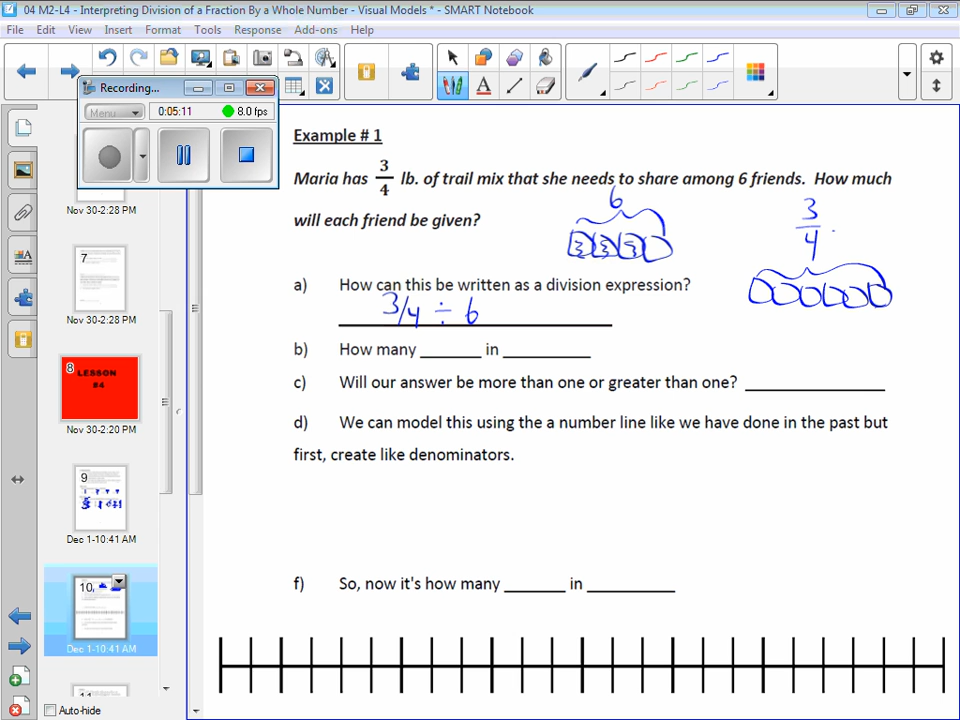 04 M2-L4 - Interpreting Division of a Fraction By a Whole Number - Visual Models * - SMART Notebook
File Edit View Insert Format Tools Response Add-ons Help
Recording...
Menu 0:05:11 8.0 fps
Nov 30-2:28 PM
7
Nov 30-2:28 PM
8 LESSON
#4
Nov 30-2:20 PM
9
Dec 1-10:41 AM
10
Dec 1-10:41 AM
11
Auto-hide
Example # 1
Maria has 3/4 lb. of trail mix that she needs to share among 6 friends. How much
will each friend be given?
6
3
4
a) How can this be written as a division expression?
3/4 ÷ 6
b) How many ______ in ______
c) Will our answer be more than one or greater than one? ______
d) We can model this using the a number line like we have done in the past but
first, create like denominators.
f) So, now it's how many ______ in ______